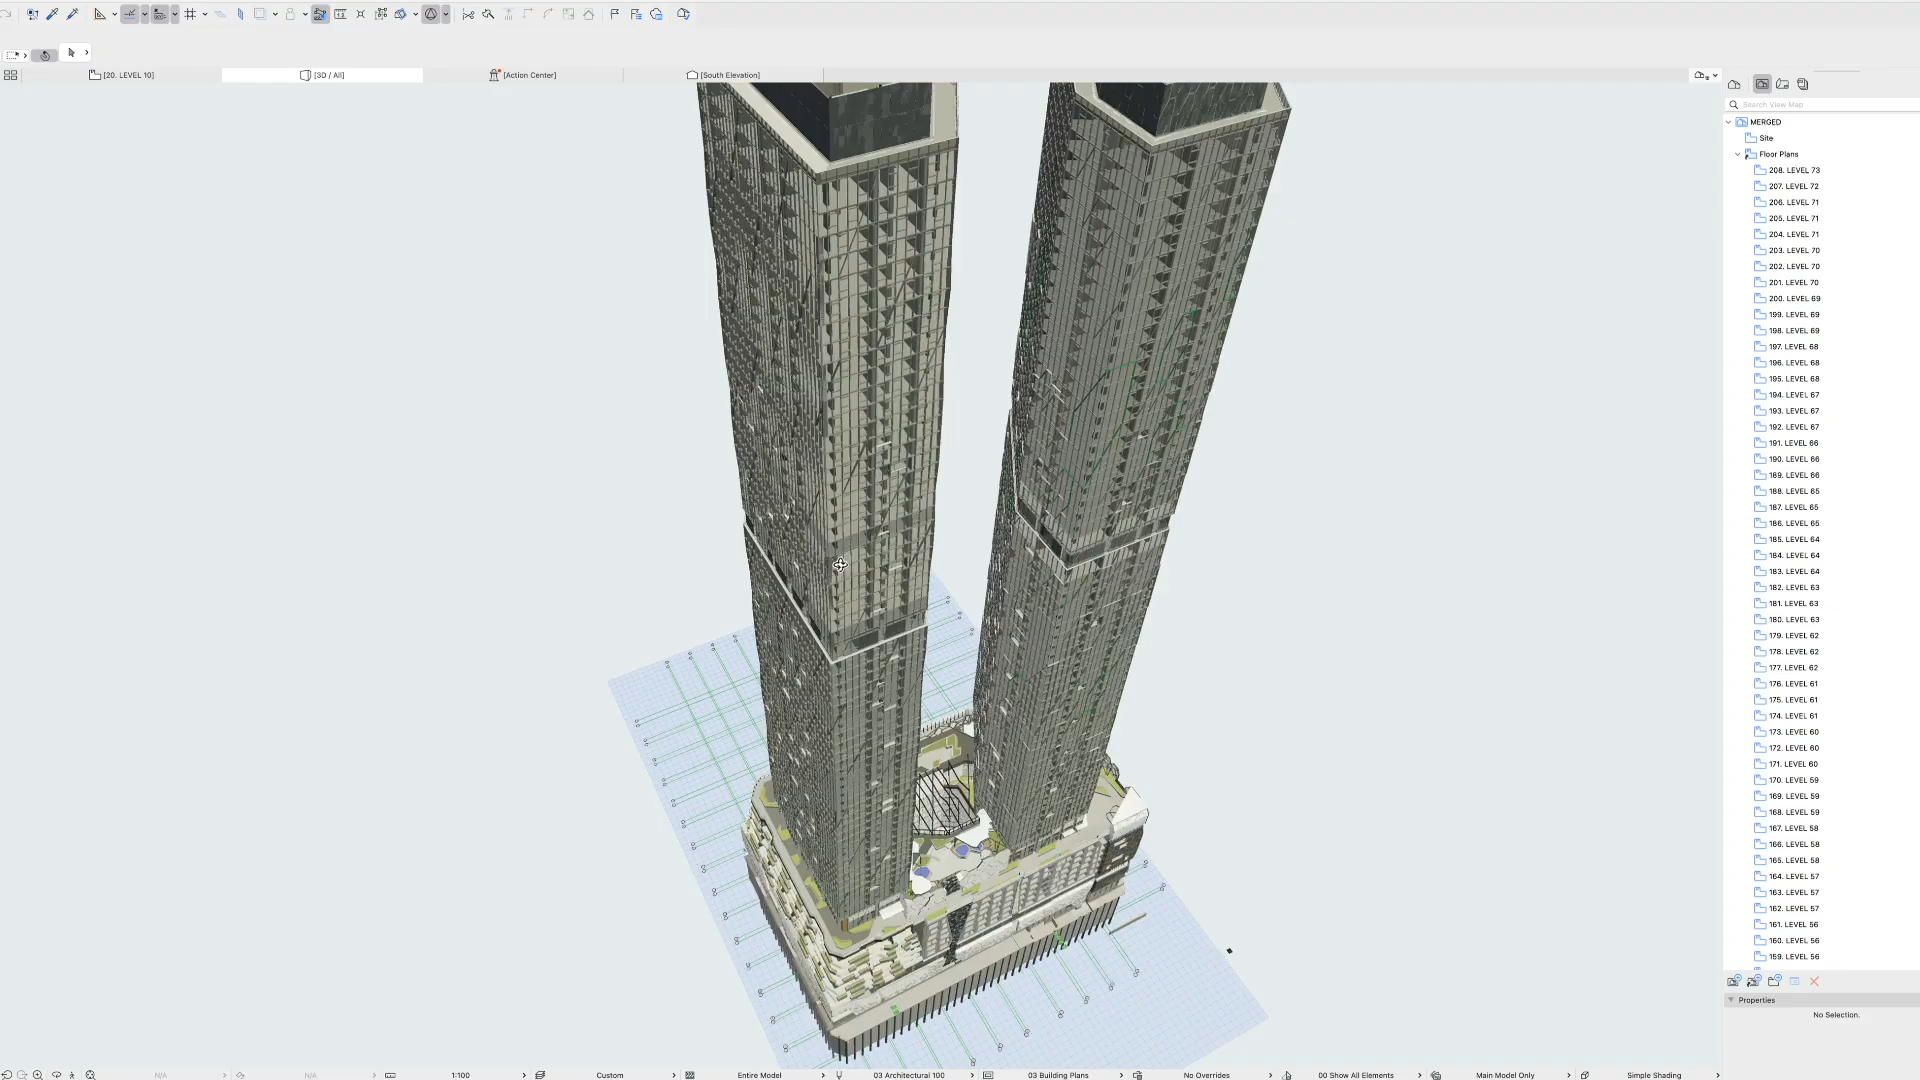 [20. LEVEL 10]
[3D / All]
[Action Center]
[South Elevation]
Search View Map
MERGED
Site
Floor Plans
208. LEVEL 73
207. LEVEL 72
206. LEVEL 71
205. LEVEL 71
204. LEVEL 71
203. LEVEL 70
202. LEVEL 70
201. LEVEL 70
200. LEVEL 69
199. LEVEL 69
198. LEVEL 69
197. LEVEL 68
196. LEVEL 68
195. LEVEL 68
194. LEVEL 67
193. LEVEL 67
192. LEVEL 67
191. LEVEL 66
190. LEVEL 66
189. LEVEL 66
188. LEVEL 65
187. LEVEL 65
186. LEVEL 65
185. LEVEL 64
184. LEVEL 64
183. LEVEL 64
182. LEVEL 63
181. LEVEL 63
180. LEVEL 63
179. LEVEL 62
178. LEVEL 62
177. LEVEL 62
176. LEVEL 61
175. LEVEL 61
174. LEVEL 61
173. LEVEL 60
172. LEVEL 60
171. LEVEL 60
170. LEVEL 59
169. LEVEL 59
168. LEVEL 59
167. LEVEL 58
166. LEVEL 58
165. LEVEL 58
164. LEVEL 57
163. LEVEL 57
162. LEVEL 57
161. LEVEL 56
160. LEVEL 56
159. LEVEL 56
Properties
No Selection.
N/A
N/A
1:100
Custom
Entire Model
03 Architectural 100
03 Building Plans
No Overrides
00 Show All Elements
Main Model Only
Simple Shading